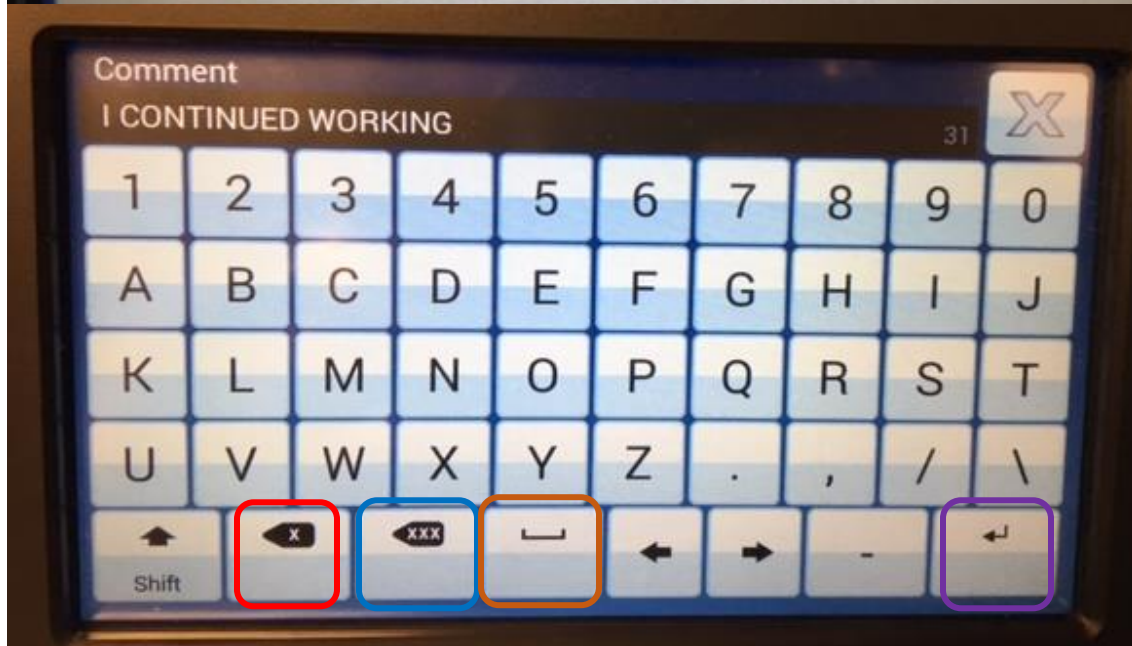 Comment
I CONTINUED WORKING
31
X
1 2 3 4 5 6 7 8 9 0
A B C D E F G H I J
K L M N O P Q R S T
U V W X Y Z . , / \
X XXX -
Shift